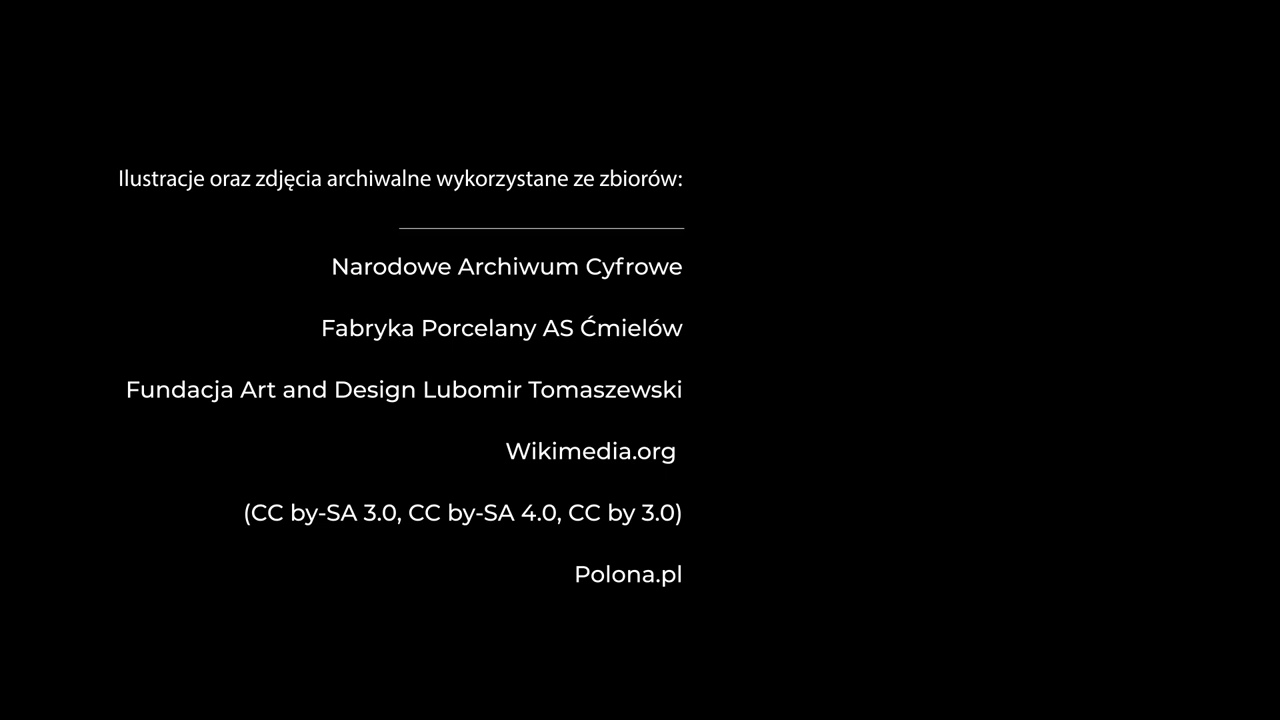 Ilustracje oraz zdjęcia archiwalne wykorzystane ze zbiorów:
Narodowe Archiwum Cyfrowe
Fabryka Porcelany AS Ćmielów
Fundacja Art and Design Lubomir Tomaszewski
Wikimedia.org
(CC by-SA 3.0, CC by-SA 4.0, CC by 3.0)
Polona.pl